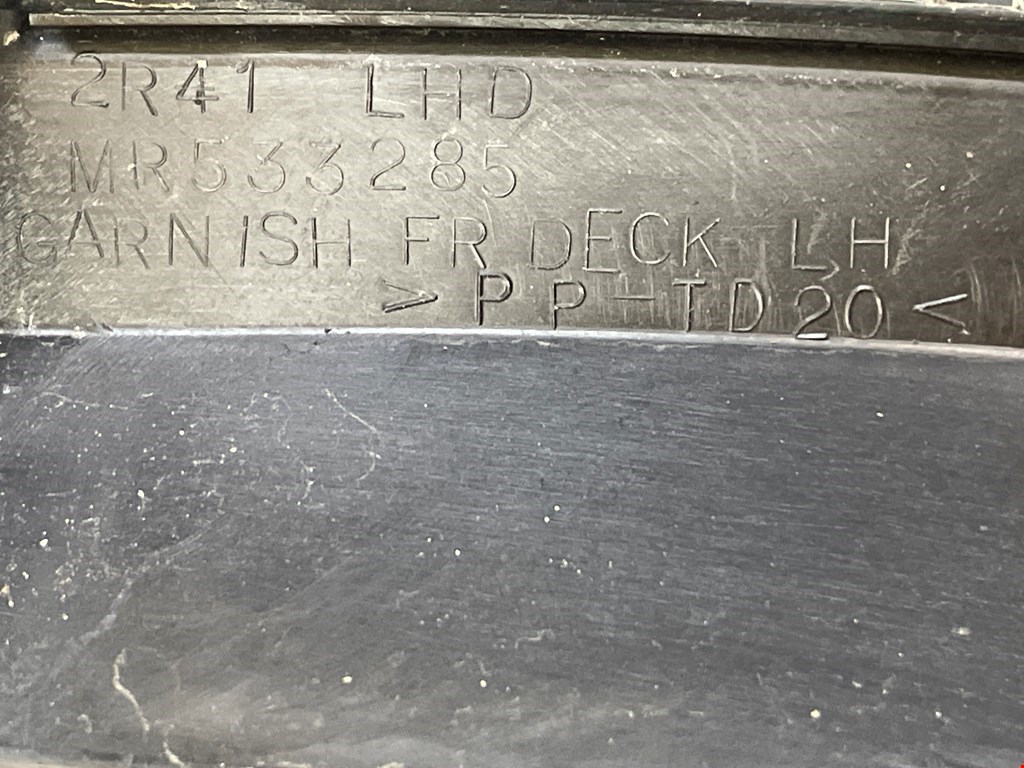 2R41 LHD
MR533285
GARNISH FR DECK LH
>PP-TD20<